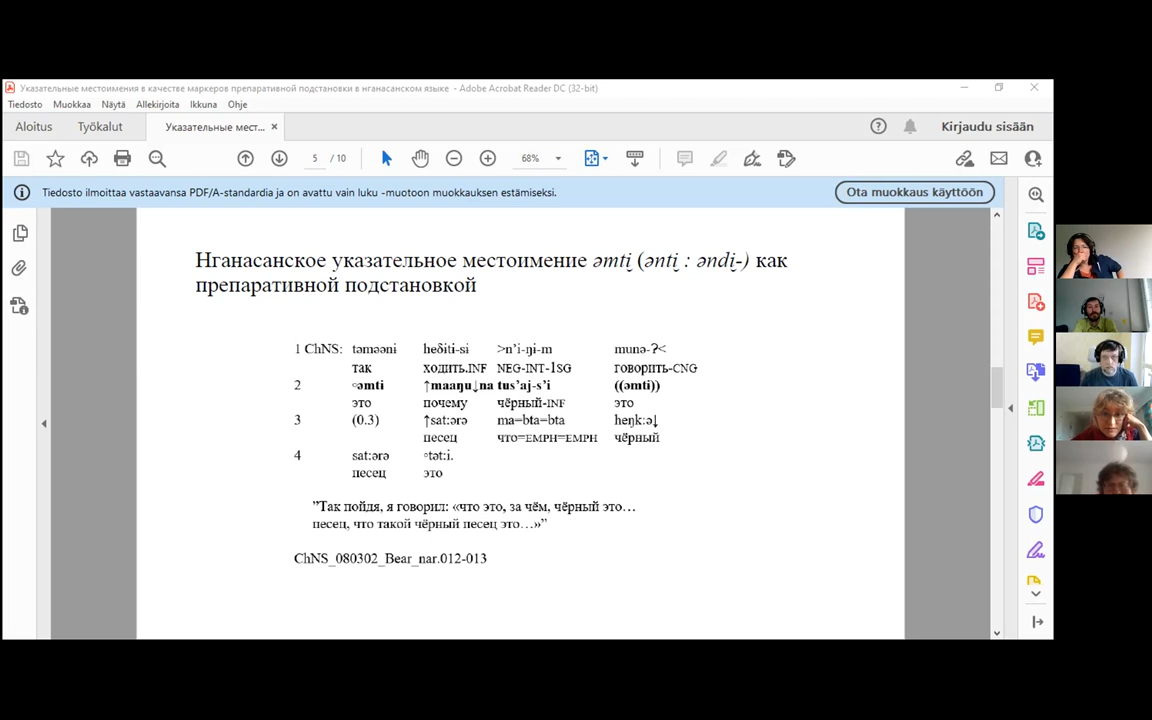 Указательные местоимения в качестве маркеров препаративной подстановки в нганасанском языке - Adobe Acrobat Reader DC (32-bit)
Tiedosto Muokkaa Näytä Allekirjoita Ikkuna Ohje
Aloitus Työkalut Указательные мест... Kirjaudu sisään
5 / 10 68%
Tiedosto ilmoittaa vastaavansa PDF/A-standardia ja on avattu vain luku -muotoon muokkauksen estämiseksi. Ota muokkaus käyttöön
Нганасанское указательное местоимение əmti̮ (ənti̮ : əndi̮-) как
препаративной подстановкой
1 ChNS: təməəni heðiti-si >n’i-ŋi-m munə-ʔ<
так ходить.INF NEG-INT-1SG говорить-CNG
2 ◦əmti ↑maaŋu↓na tus’aj-s’i ((əmti))
это почему чёрный-INF это
3 (0.3) ↑sat:ərə ma=bta=bta heŋk:ə↓
песец что=EMPH=EMPH чёрный
4 sat:ərə ◦tət:i.
песец это
”Так пойдя, я говорил: «что это, за чём, чёрный это…
песец, что такой чёрный песец это…»”
ChNS_080302_Bear_nar.012-013